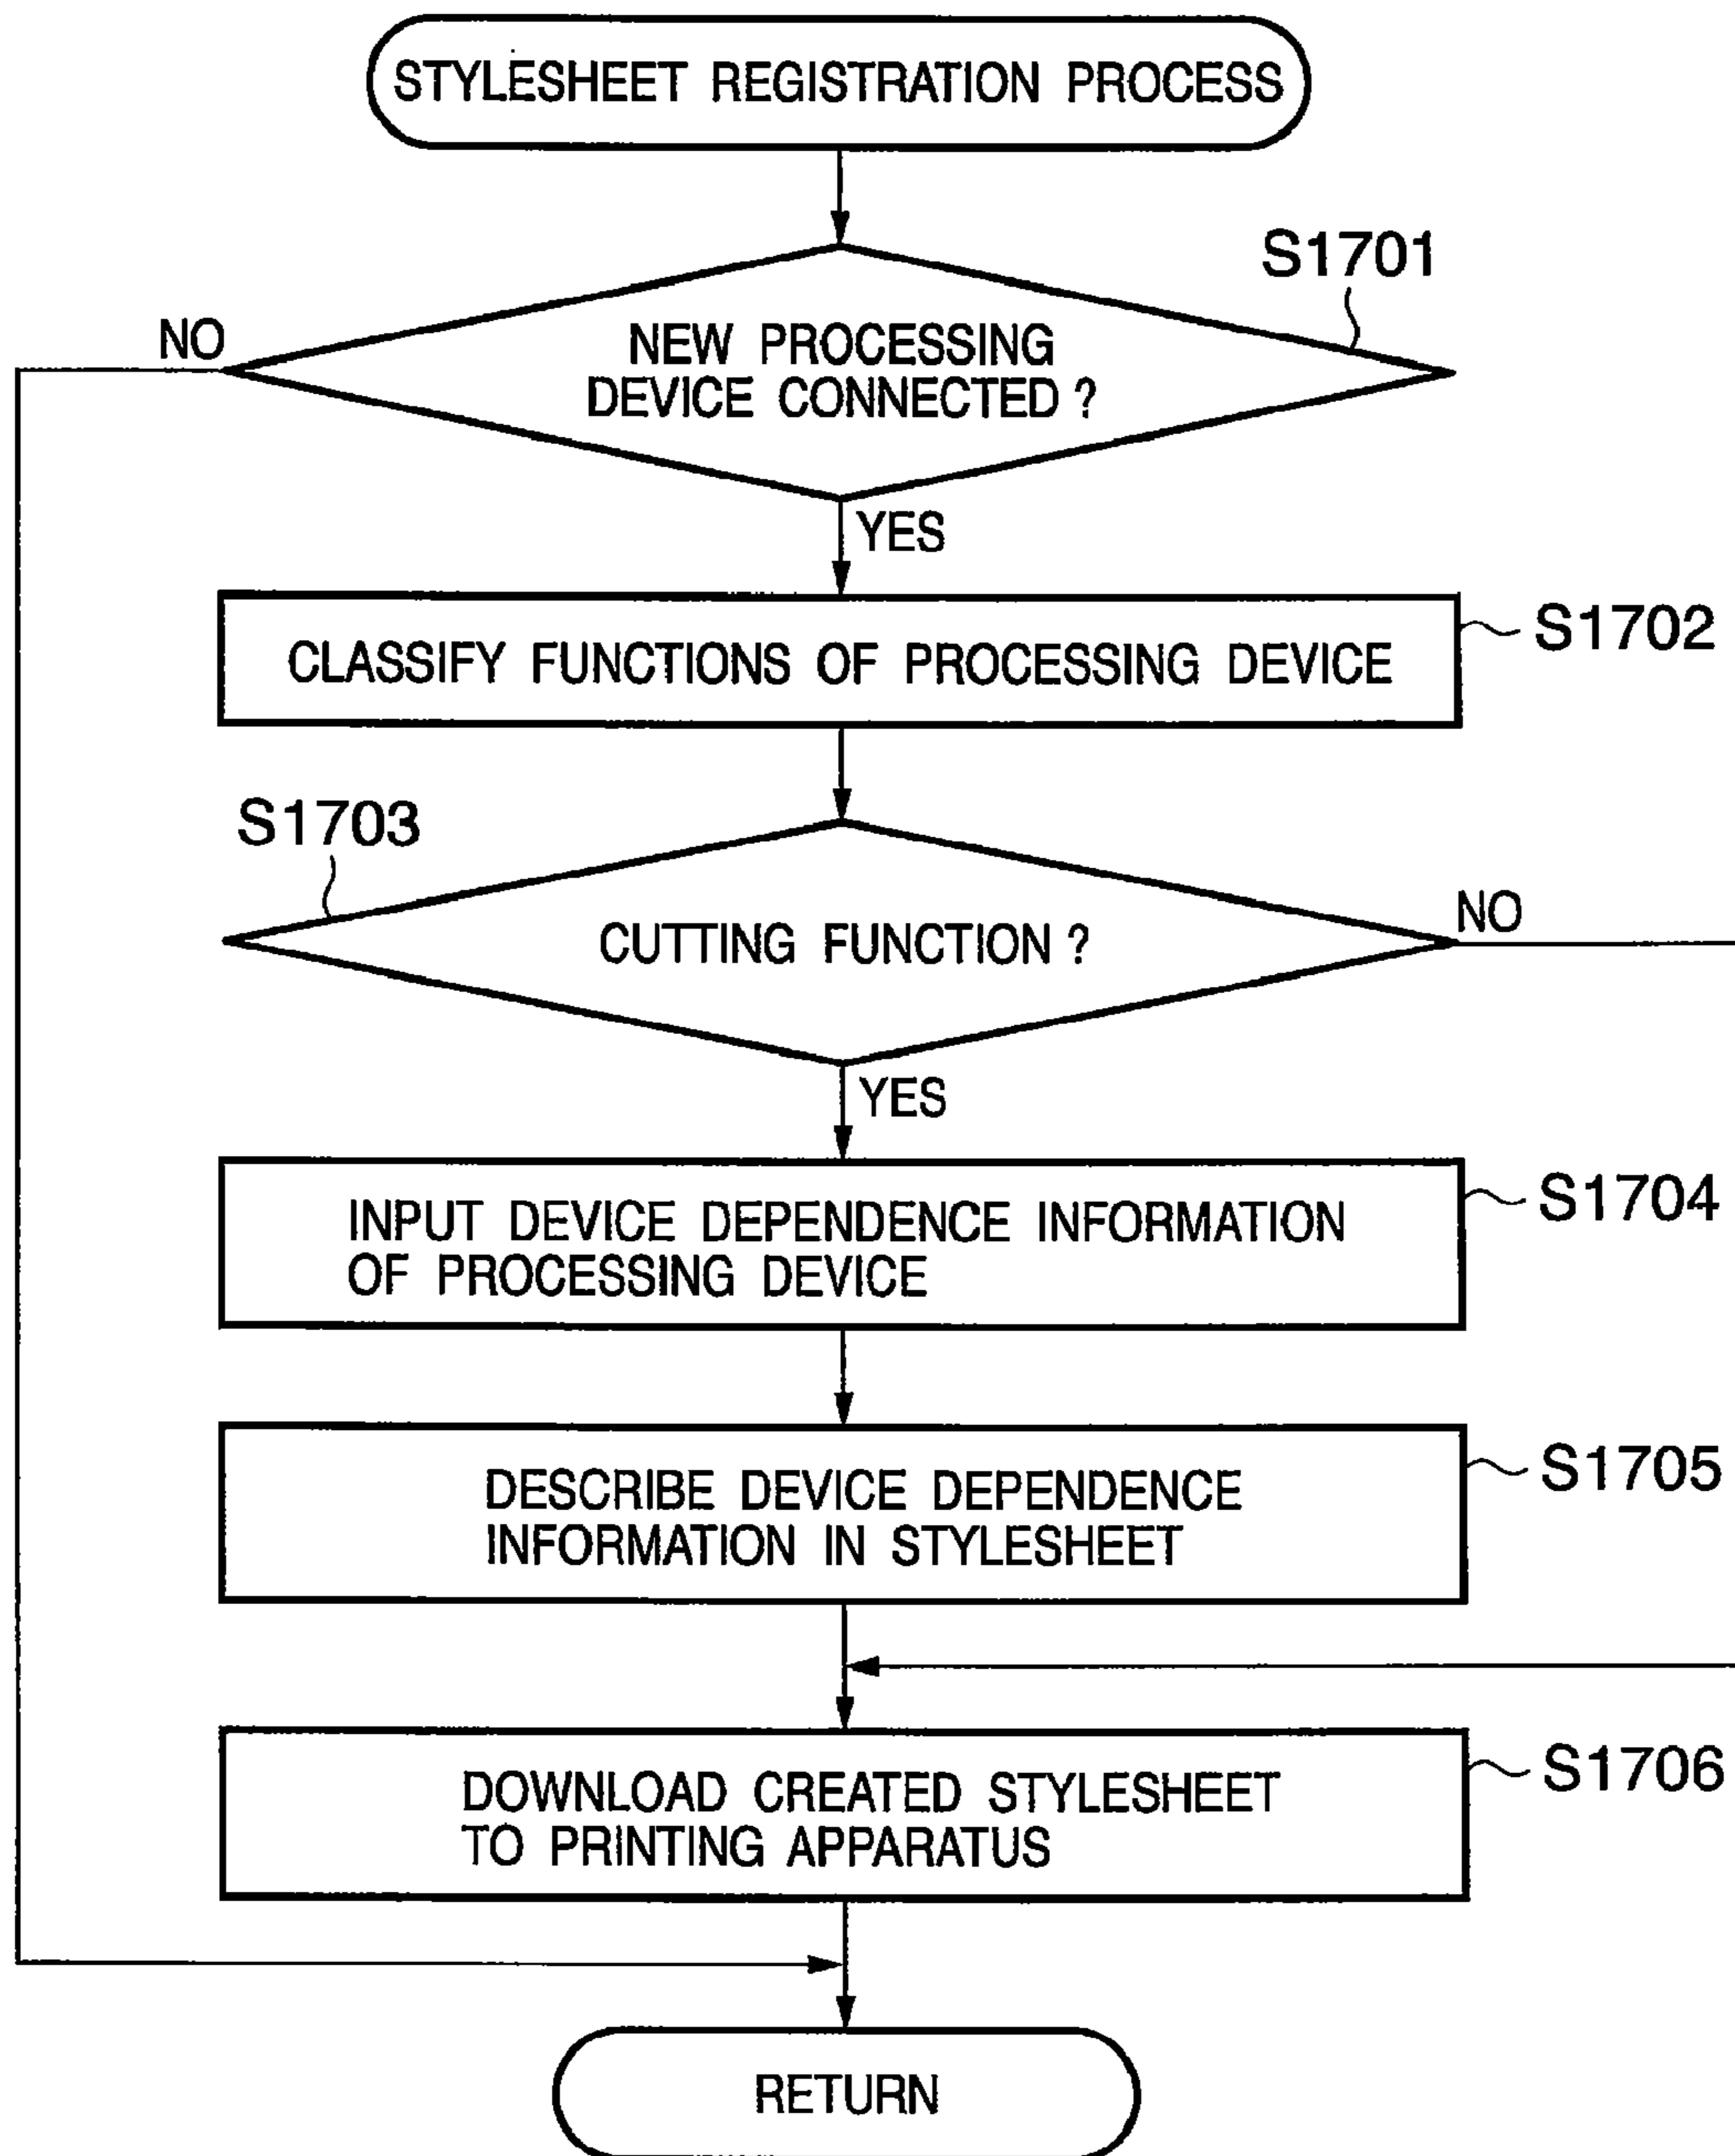 STYLESHEET REGISTRATION PROCESS
S1701
NO
NEW PROCESSING
DEVICE CONNECTED ?
YES
S1702
CLASSIFY FUNCTIONS OF PROCESSING DEVICE
S1703
NO
CUTTING FUNCTION ?
YES
S1704
INPUT DEVICE DEPENDENCE INFORMATION
OF PROCESSING DEVICE
S1705
DESCRIBE DEVICE DEPENDENCE
INFORMATION IN STYLESHEET
S1706
DOWNLOAD CREATED STYLESHEET
TO PRINTING APPARATUS
RETURN